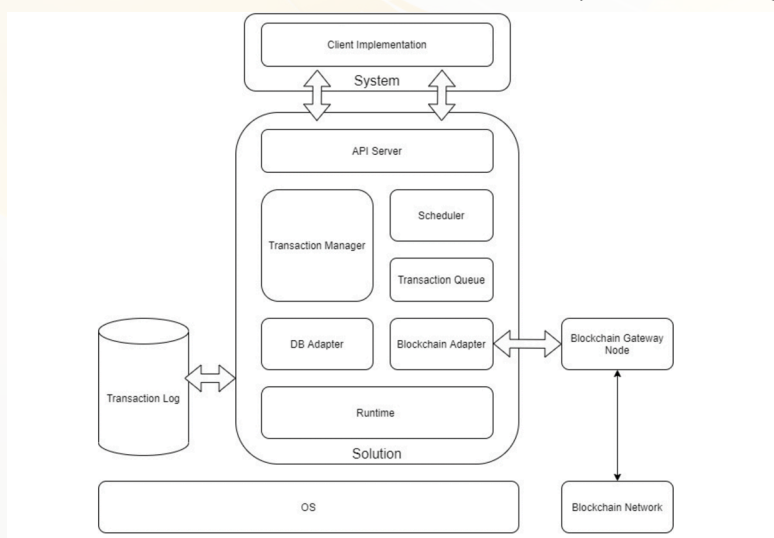 Client Implementation
System
API Server
Transaction Manager
Scheduler
Transaction Queue
DB Adapter
Blockchain Adapter
Blockchain Gateway
Node
Transaction Log
Runtime
Solution
OS
Blockchain Network